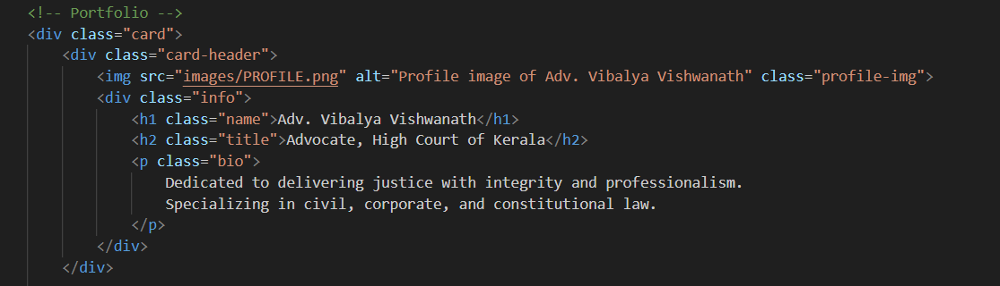 <!-- Portfolio -->
<div class="card">
<div class="card-header">
<img src="images/PROFILE.png" alt="Profile image of Adv. Vibalya Vishwanath" class="profile-img">
<div class="info">
<h1 class="name">Adv. Vibalya Vishwanath</h1>
<h2 class="title">Advocate, High Court of Kerala</h2>
<p class="bio">
Dedicated to delivering justice with integrity and professionalism.
Specializing in civil, corporate, and constitutional law.
</p>
</div>
</div>